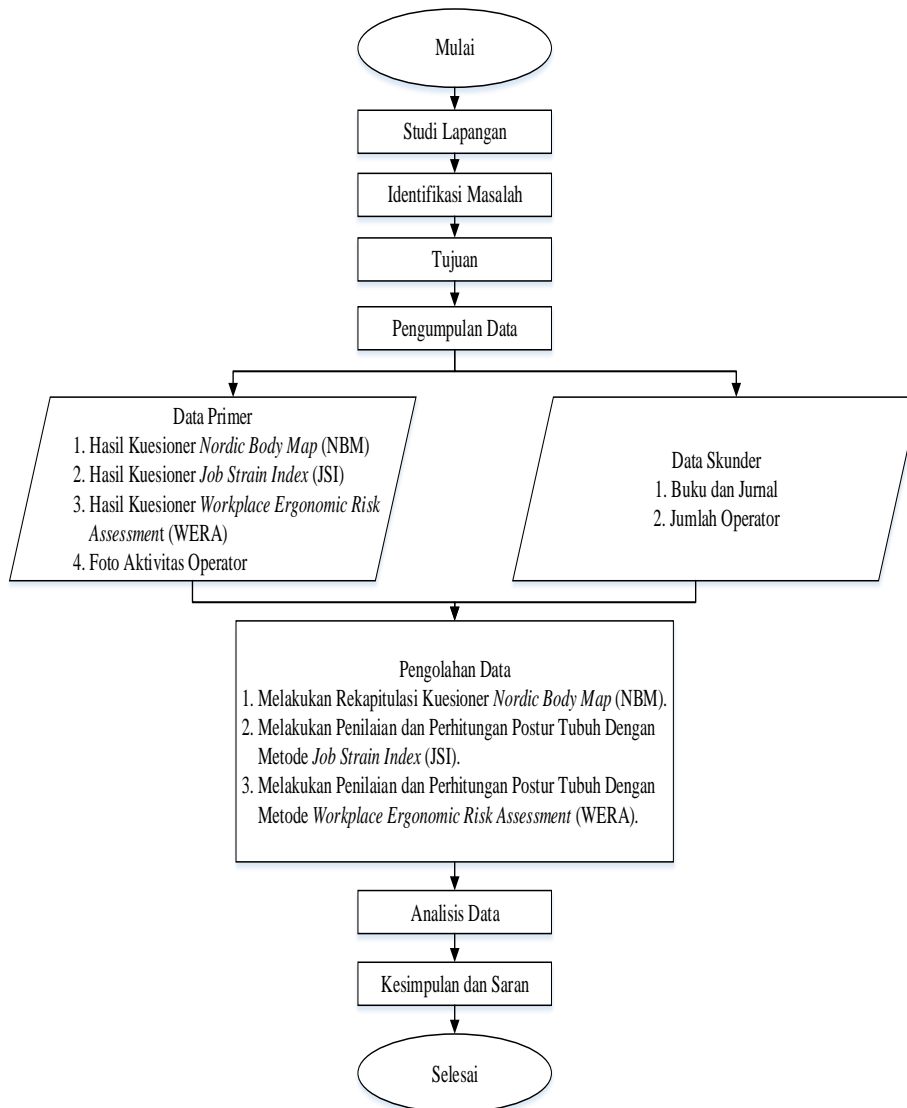 Mulai
Studi Lapangan
Identifikasi Masalah
Tujuan
Pengumpulan Data
Data Primer
1. Hasil Kuesioner Nordic Body Map (NBM)
2. Hasil Kuesioner Job Strain Index (JSI)
3. Hasil Kuesioner Workplace Ergonomic Risk
Assessment (WERA)
4. Foto Aktivitas Operator
Data Skunder
1. Buku dan Jurnal
2. Jumlah Operator
Pengolahan Data
1. Melakukan Rekapitulasi Kuesioner Nordic Body Map (NBM).
2. Melakukan Penilaian dan Perhitungan Postur Tubuh Dengan
Metode Job Strain Index (JSI).
3. Melakukan Penilaian dan Perhitungan Postur Tubuh Dengan
Metode Workplace Ergonomic Risk Assessment (WERA).
Analisis Data
Kesimpulan dan Saran
Selesai